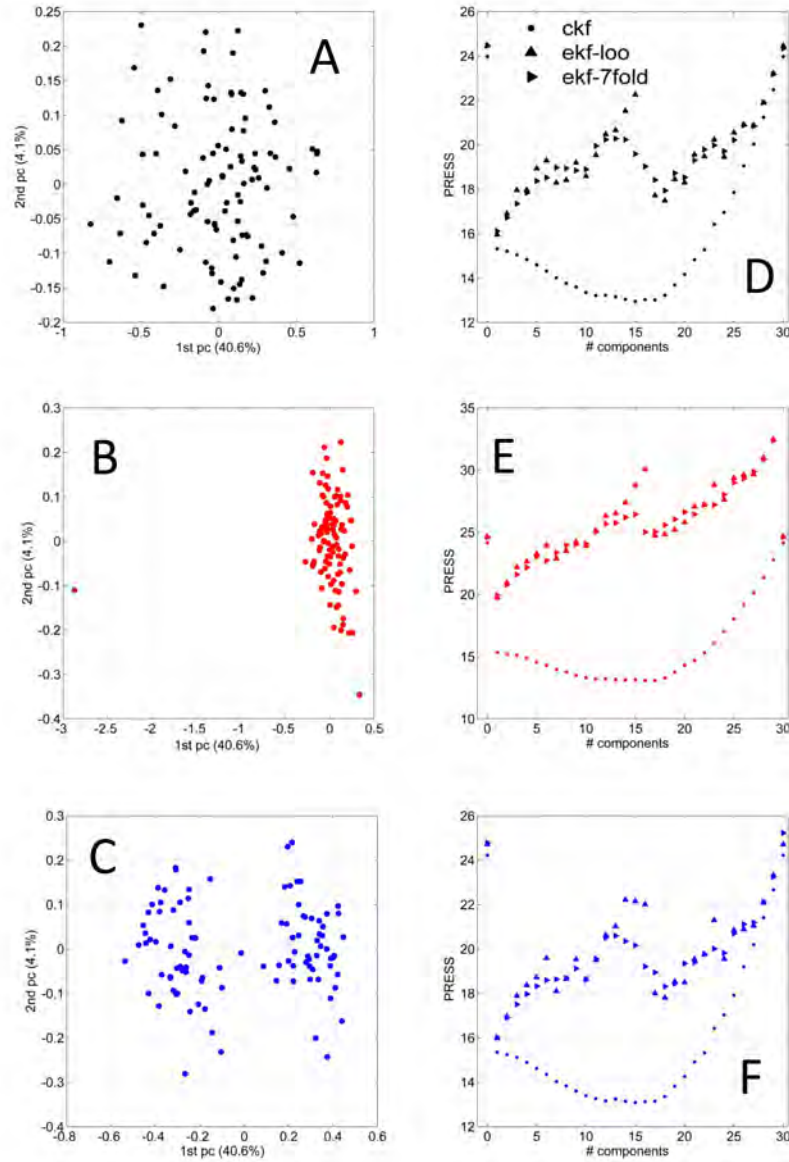 A
0.25
0.2
0.15
0.1
0.05
0
-0.05
-0.1
-0.15
-0.2
-1 -0.5 0 0.5 1
1st pc (40.6%)
2nd pc (4.1%)
D
ckf
ekf-loo
ekf-7fold
26
24
22
20
18
16
14
12
0 5 10 15 20 25 30
# components
PRESS
B
0.3
0.2
0.1
0
-0.1
-0.2
-0.3
-0.4
-3 -2.5 -2 -1.5 -1 -0.5 0 0.5
1st pc (40.6%)
2nd pc (4.1%)
E
35
30
25
20
15
10
0 5 10 15 20 25 30
# components
PRESS
C
0.3
0.2
0.1
0
-0.1
-0.2
-0.3
-0.4
-0.8 -0.6 -0.4 -0.2 0 0.2 0.4 0.6
1st pc (40.6%)
2nd pc (4.1%)
F
26
24
22
20
18
16
14
12
0 5 10 15 20 25 30
# components
PRESS